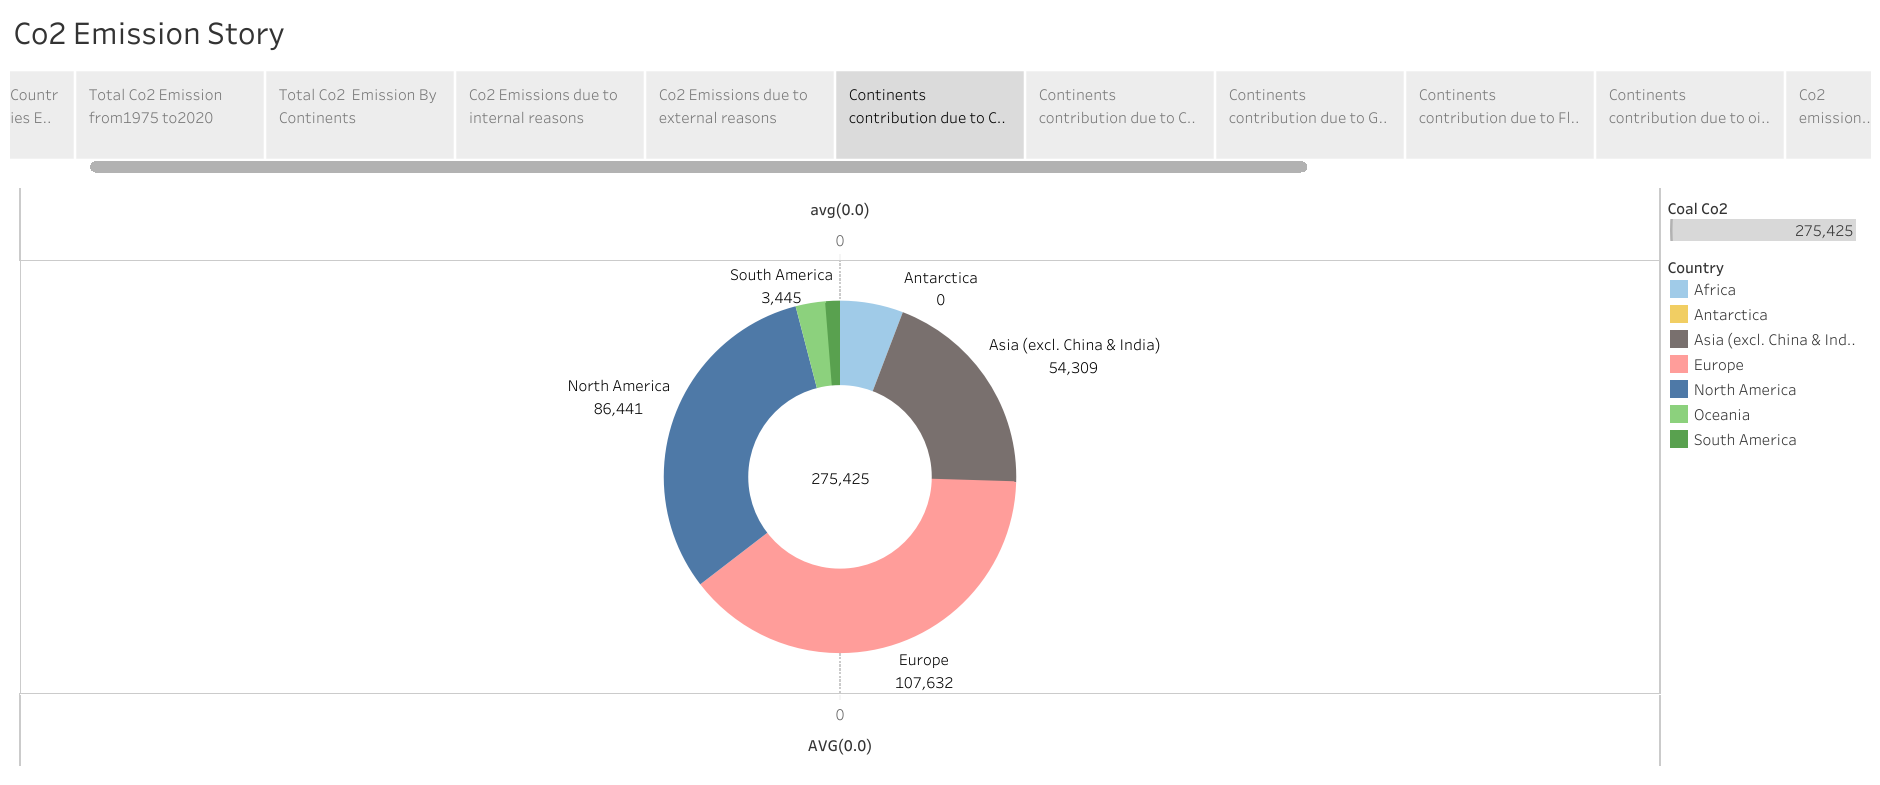 Co2 Emission Story
Countr
ies E..
Total Co2 Emission
from1975 to2020
Total Co2  Emission By
Continents
Co2 Emissions due to
internal reasons
Co2 Emissions due to
external reasons
Continents
contribution due to C..
Continents
contribution due to C..
Continents
contribution due to G..
Continents
contribution due to Fl..
Continents
contribution due to oi..
Co2
emission..
avg(0.0)
0
South America
3,445
Antarctica
0
Asia (excl. China & India)
54,309
North America
86,441
275,425
Europe
107,632
0
AVG(0.0)
Coal Co2
275,425
Country
Africa
Antarctica
Asia (excl. China & Ind..
Europe
North America
Oceania
South America